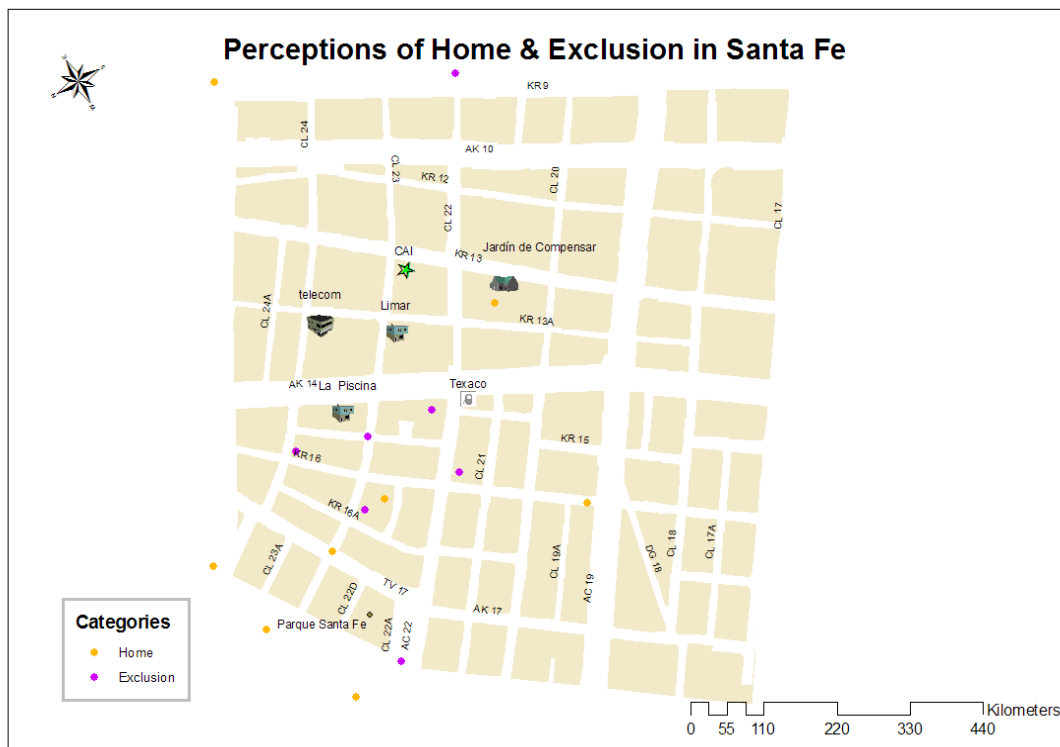 Perceptions of Home & Exclusion in Santa Fe
KR 9
CL 24
AK 10
CL 23
KR 12
CL 20
CL 22
CL 17
CAI
KR 13
Jardín de Compensar
telecom
Limar
CL 24A
KR 13A
AK 14
La Piscina
Texaco
KR 15
KR16
CL 21
KR 16A
CL 23A
CL 22D
TV 17
CL 19A
AC 19
DG 18
CL 18
CL 17A
AK 17
Parque Santa Fe
CL 22A
AC 22
Categories
Home
Exclusion
Kilometers
0 55 110 220 330 440